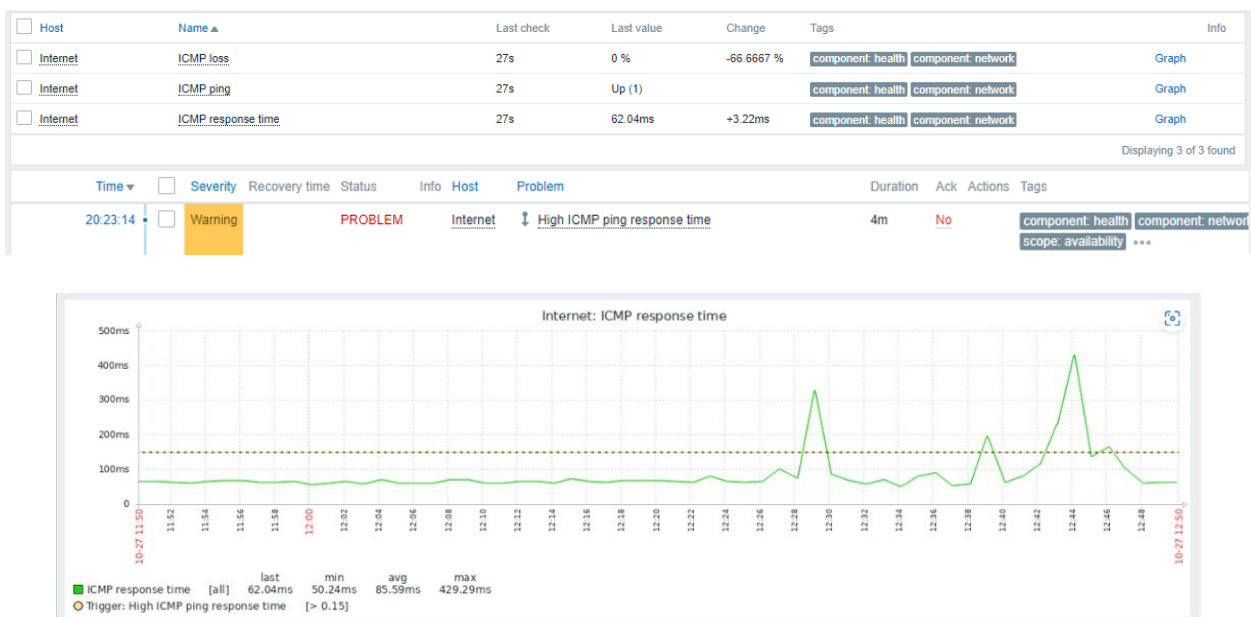 Host Name Last check Last value Change Tags Info
Internet ICMP loss 27s 0 % -66.6667 % component: health component: network Graph
Internet ICMP ping 27s Up (1) component: health component: network Graph
Internet ICMP response time 27s 62.04ms +3.22ms component: health component: network Graph
Displaying 3 of 3 found
Time Severity Recovery time Status Info Host Problem Duration Ack Actions Tags
20:23:14 Warning PROBLEM Internet High ICMP ping response time 4m No component: health component: networ
scope: availability •••
Internet: ICMP response time
500ms
400ms
300ms
200ms
100ms
0
10-27 11:50 11:52 11:54 11:56 11:58 12:00 12:02 12:04 12:06 12:08 12:10 12:12 12:14 12:16 12:18 12:20 12:22 12:24 12:26 12:28 12:30 12:32 12:34 12:36 12:38 12:40 12:42 12:44 12:46 12:48 10-27 12:50
last min avg max
ICMP response time [all] 62.04ms 50.24ms 85.59ms 429.29ms
Trigger: High ICMP ping response time [> 0.15]